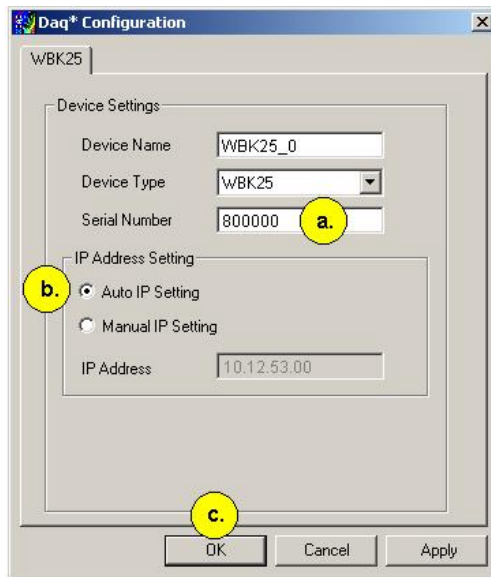 Daq* Configuration
WBK25
Device Settings
Device Name WBK25_0
Device Type WBK25
Serial Number 800000 a.
IP Address Setting
b. Auto IP Setting
Manual IP Setting
IP Address 10.12.53.00
c.
OK Cancel Apply